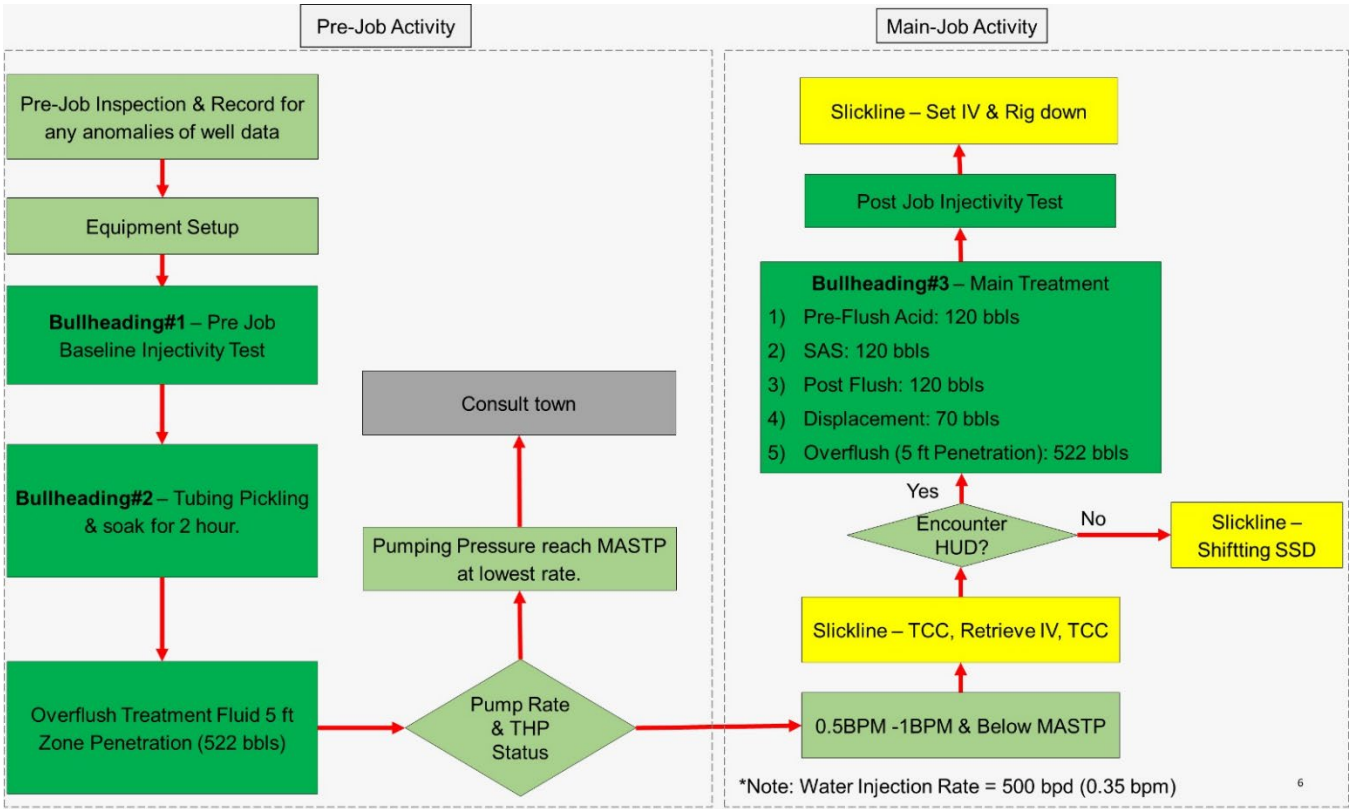 Pre-Job Activity
Pre-Job Inspection & Record for
any anomalies of well data
Equipment Setup
Bullheading#1 – Pre Job
Baseline Injectivity Test
Bullheading#2 – Tubing Pickling
& soak for 2 hour.
Overflush Treatment Fluid 5 ft
Zone Penetration (522 bbls)
Pump Rate
& THP
Status
Pumping Pressure reach MASTP
at lowest rate.
Consult town
Main-Job Activity
Slickline – Set IV & Rig down
Post Job Injectivity Test
Bullheading#3 – Main Treatment
1) Pre-Flush Acid: 120 bbls
2) SAS: 120 bbls
3) Post Flush: 120 bbls
4) Displacement: 70 bbls
5) Overflush (5 ft Penetration): 522 bbls
Yes
Encounter
HUD?
No
Slickline –
Shiftting SSD
Slickline – TCC, Retrieve IV, TCC
0.5BPM -1BPM & Below MASTP
*Note: Water Injection Rate = 500 bpd (0.35 bpm)
6